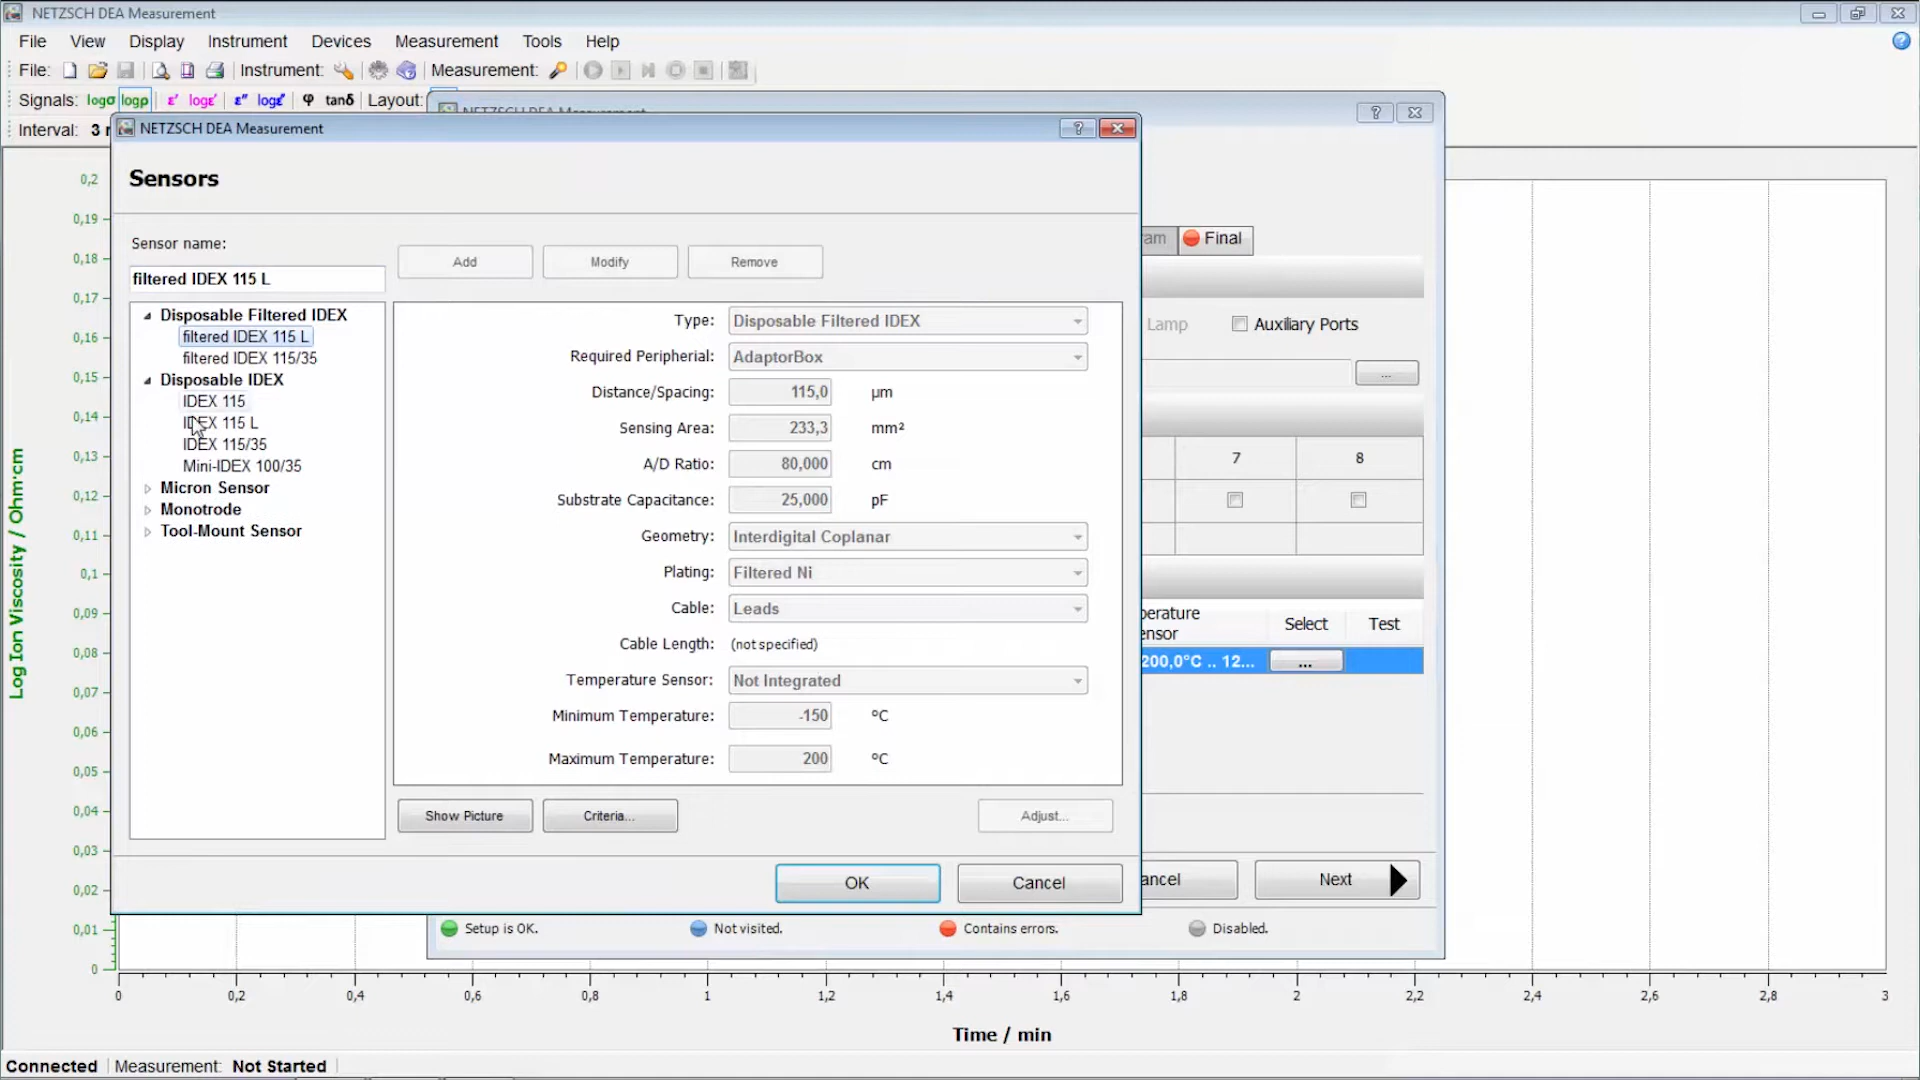 NETZSCH DEA Measurement
File View Display Instrument Devices Measurement Tools Help
File: Instrument: Measurement:
Signals: logσ logρ ε' logε' ε" logε" φ tanδ Layout:
Interval: 3
NETZSCH DEA Measurement
NETZSCH DEA Measurement
Sensors
Sensor name:
filtered IDEX 115 L
Add Modify Remove
Disposable Filtered IDEX
filtered IDEX 115 L
filtered IDEX 115/35
Disposable IDEX
IDEX 115
IDEX 115 L
IDEX 115/35
Mini-IDEX 100/35
Micron Sensor
Monotrode
Tool-Mount Sensor
Type: Disposable Filtered IDEX
Required Peripherial: AdaptorBox
Distance/Spacing: 115,0 µm
Sensing Area: 233,3 mm²
A/D Ratio: 80,000 cm
Substrate Capacitance: 25,000 pF
Geometry: Interdigital Coplanar
Plating: Filtered Ni
Cable: Leads
Cable Length: (not specified)
Temperature Sensor: Not Integrated
Minimum Temperature: -150 °C
Maximum Temperature: 200 °C
Show Picture Criteria... Adjust...
OK Cancel
am Final
Lamp Auxiliary Ports
...
7 8
perature
ensor Select Test
200,0°C .. 12... ...
ancel Next
Setup is OK. Not visited. Contains errors. Disabled.
Log Ion Viscosity / Ohm·cm
0,2
0,19
0,18
0,17
0,16
0,15
0,14
0,13
0,12
0,11
0,1
0,09
0,08
0,07
0,06
0,05
0,04
0,03
0,02
0,01
0
0 0,2 0,4 0,6 0,8 1 1,2 1,4 1,6 1,8 2 2,2 2,4 2,6 2,8 3
Time / min
Connected Measurement: Not Started